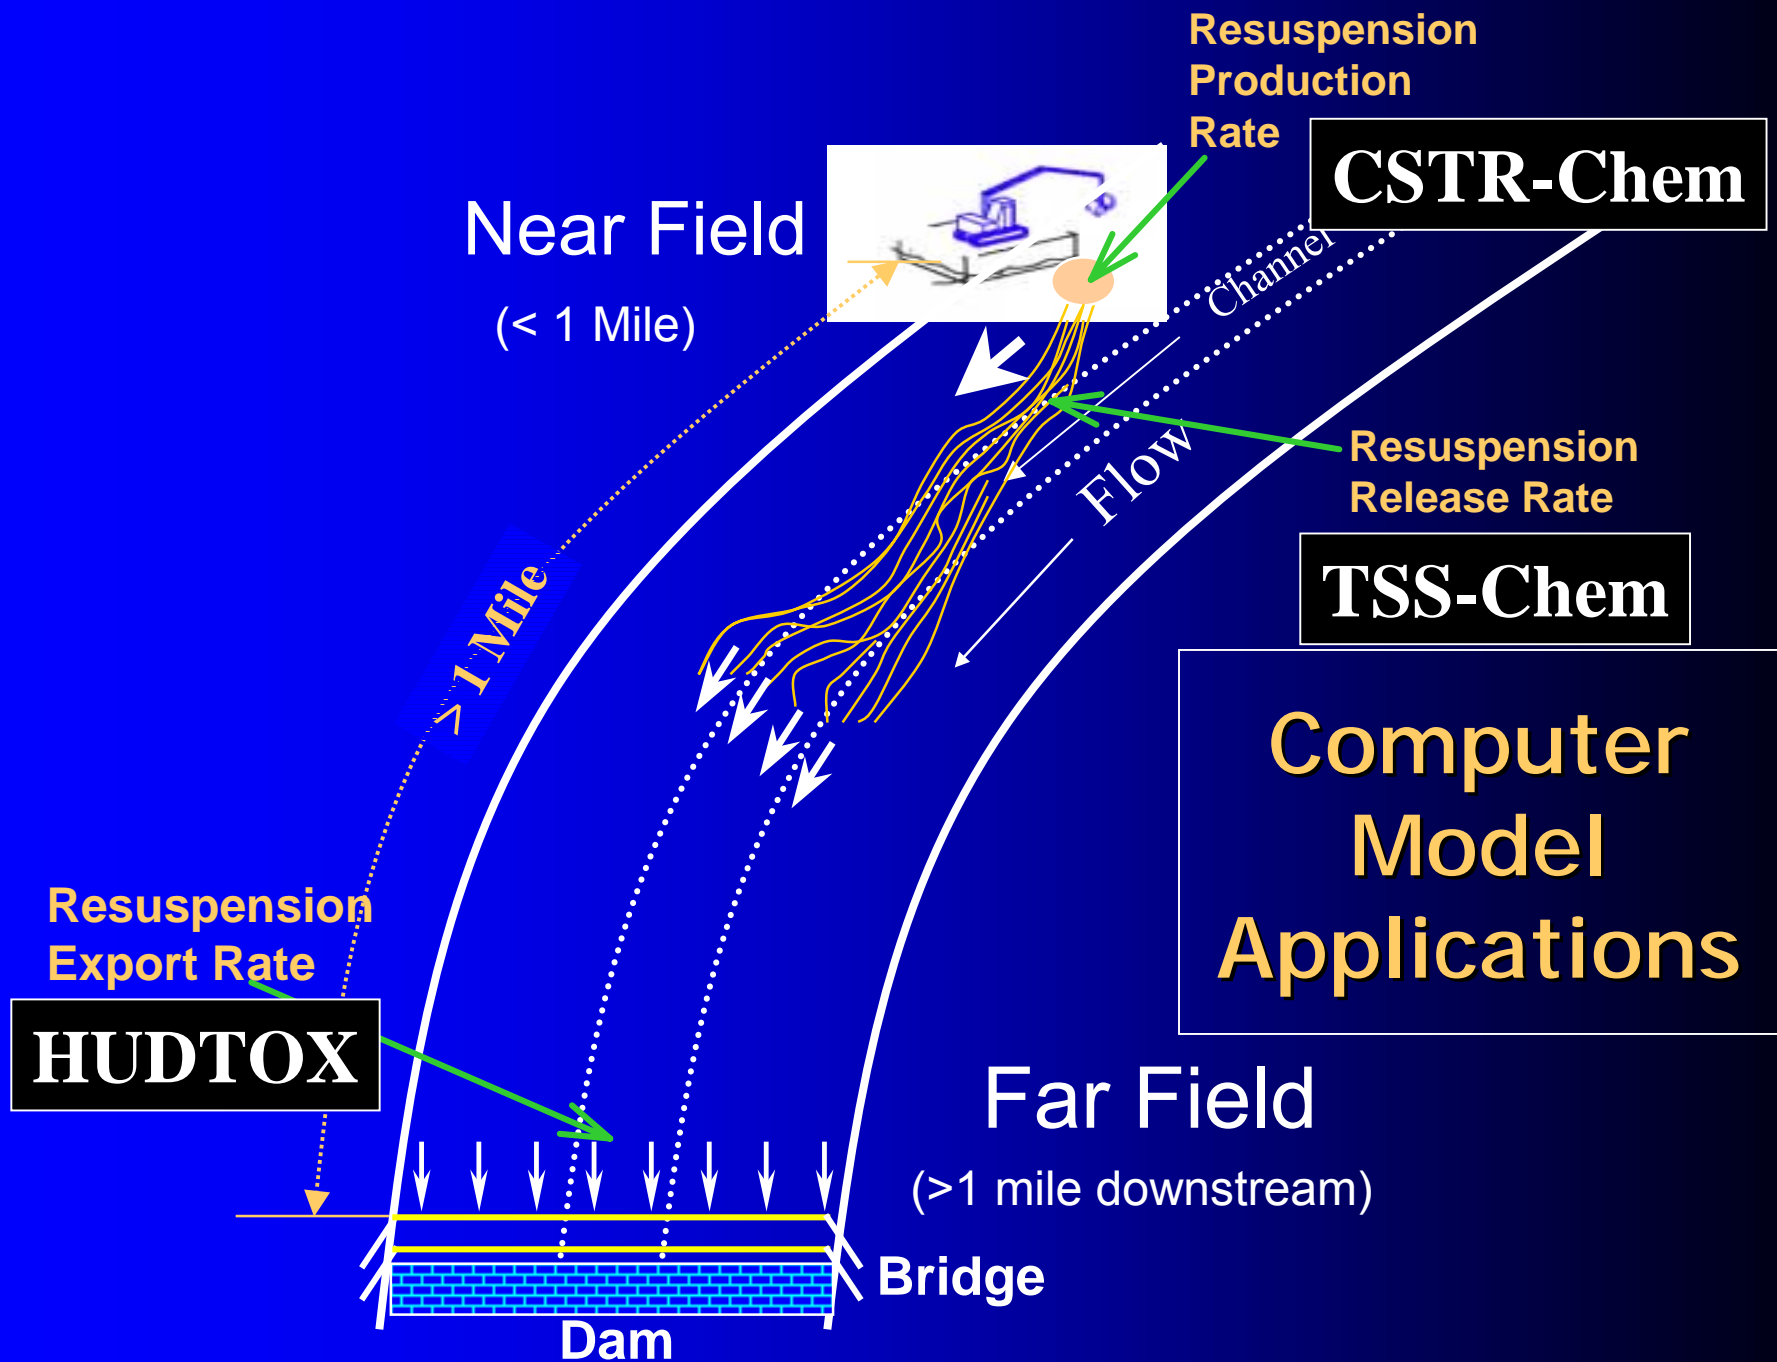 Resuspension
Production
Rate
CSTR-Chem
Near Field
(< 1 Mile)
Channel
Flow
Resuspension
Release Rate
TSS-Chem
> 1 Mile
Computer
Model
Applications
Resuspension
Export Rate
HUDTOX
Far Field
(>1 mile downstream)
Bridge
Dam